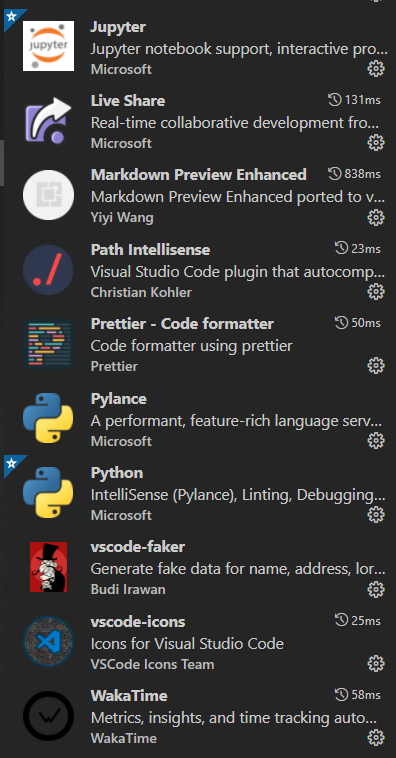 Jupyter
jupyter
Jupyter notebook support, interactive pro...
Microsoft
Live Share 131ms
Real-time collaborative development fro...
Microsoft
Markdown Preview Enhanced 838ms
Markdown Preview Enhanced ported to v...
Yiyi Wang
Path Intellisense 23ms
Visual Studio Code plugin that autocomp...
Christian Kohler
Prettier - Code formatter 50ms
Code formatter using prettier
Prettier
Pylance
A performant, feature-rich language serv...
Microsoft
Python
IntelliSense (Pylance), Linting, Debugging...
Microsoft
vscode-faker
Generate fake data for name, address, lor...
Budi Irawan
vscode-icons 25ms
Icons for Visual Studio Code
VSCode Icons Team
WakaTime 58ms
Metrics, insights, and time tracking auto...
WakaTime